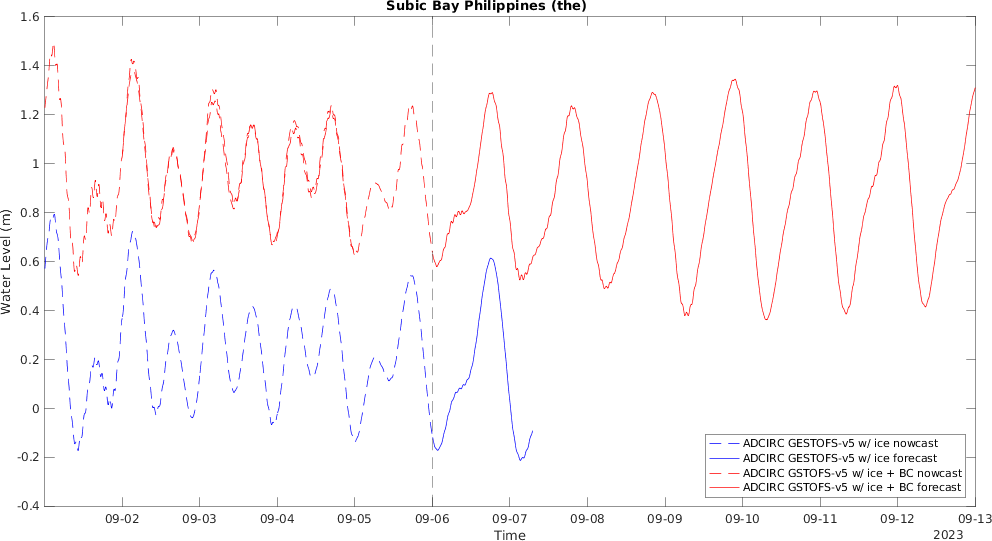 Subic Bay Philippines (the)
1.6
1.4
1.2
1
0.8
0.6
0.4
0.2
0
-0.2
-0.4
Water Level (m)
ADCIRC GESTOFS-v5 w/ ice nowcast
ADCIRC GESTOFS-v5 w/ ice forecast
ADCIRC GSTOFS-v5 w/ ice + BC nowcast
ADCIRC GSTOFS-v5 w/ ice + BC forecast
09-02 09-03 09-04 09-05 09-06 09-07 09-08 09-09 09-10 09-11 09-12 09-13
Time
2023